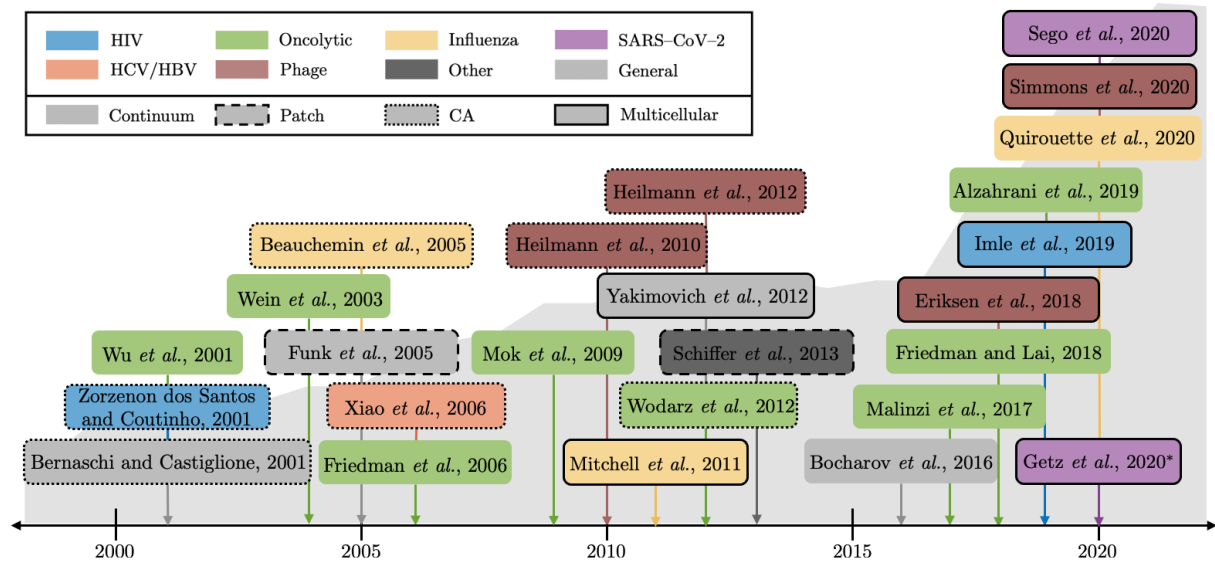 HIV
Oncolytic
Influenza
SARS–CoV–2
HCV/HBV
Phage
Other
General
Continuum
Patch
CA
Multicellular
Sego et al., 2020
Simmons et al., 2020
Quirouette et al., 2020
Alzahrani et al., 2019
Heilmann et al., 2012
Beauchemin et al., 2005
Heilmann et al., 2010
Imle et al., 2019
Wein et al., 2003
Yakimovich et al., 2012
Eriksen et al., 2018
Wu et al., 2001
Funk et al., 2005
Mok et al., 2009
Schiffer et al., 2013
Friedman and Lai, 2018
Zorzenon dos Santos
and Coutinho, 2001
Xiao et al., 2006
Wodarz et al., 2012
Malinzi et al., 2017
Bernaschi and Castiglione, 2001
Friedman et al., 2006
Mitchell et al., 2011
Bocharov et al., 2016
Getz et al., 2020*
2000
2005
2010
2015
2020